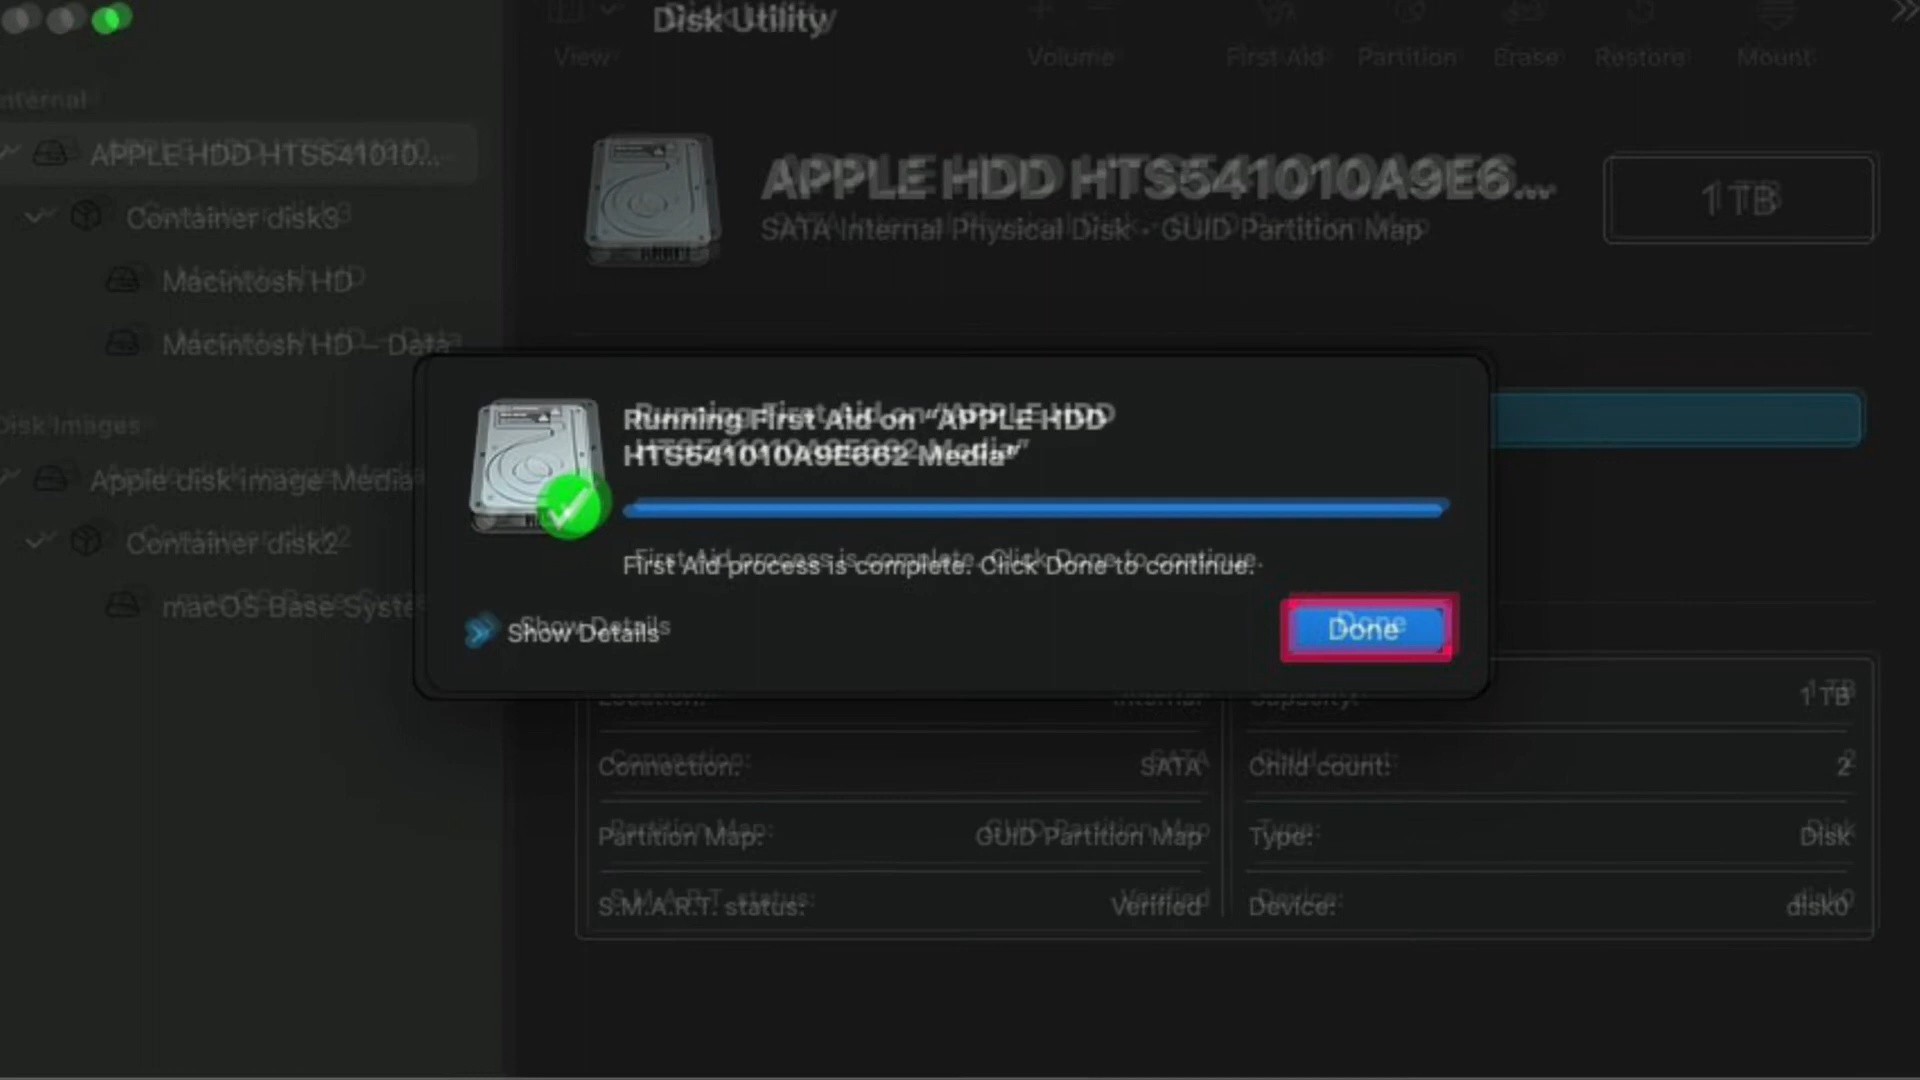 Disk Utility
View
Volume
First Aid
Partition
Erase
Restore
Mount
Internal
APPLE HDD HTS541010...
Container disk3
Macintosh HD
Macintosh HD – Data
Disk Images
Apple disk image Media
Container disk2
macOS Base Syste
APPLE HDD HTS541010A9E6...
SATA Internal Physical Disk • GUID Partition Map
1 TB
Running First Aid on “APPLE HDD
HTS541010A9E662 Media”
First Aid process is complete. Click Done to continue.
Show Details
Done
Location:
Internal
Capacity:
1 TB
Connection:
SATA
Child count:
2
Partition Map:
GUID Partition Map
Type:
Disk
S.M.A.R.T. status:
Verified
Device:
disk0